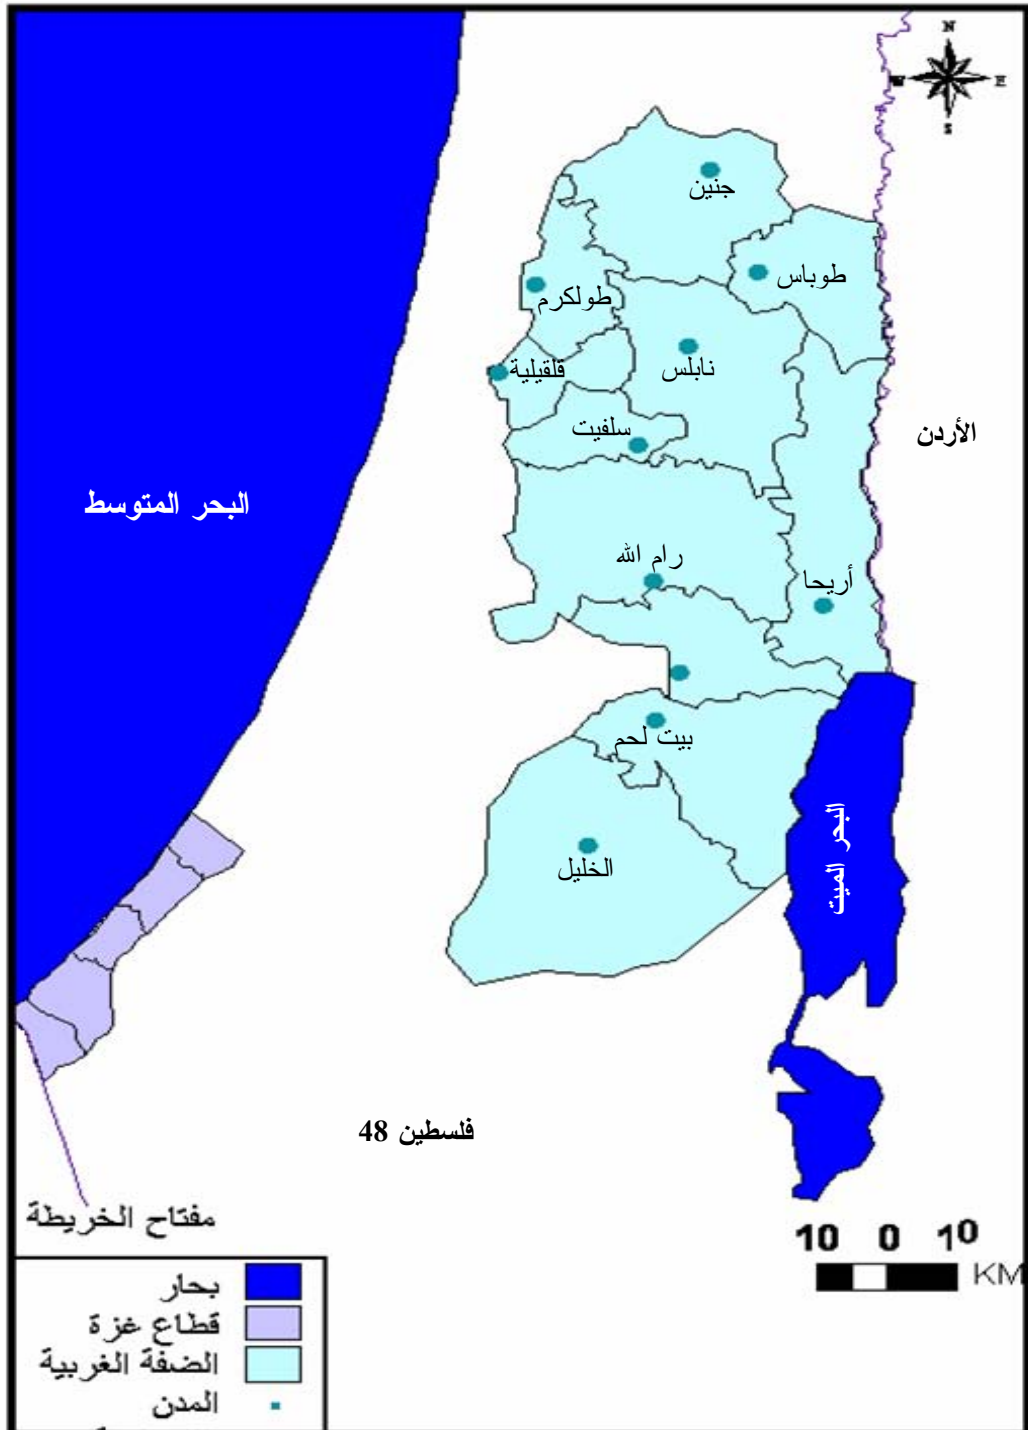 N
W E
S
جنين
طوباس
طولكرم
نابلس
قلقيلية
الأردن
سلفيت
البحر المتوسط
رام الله
أريحا
بيت لحم
البحر الميت
الخليل
فلسطين 48
مفتاح الخريطة
10 0 10
KM
بحار
قطاع غزة
الضفة الغربية
المدن